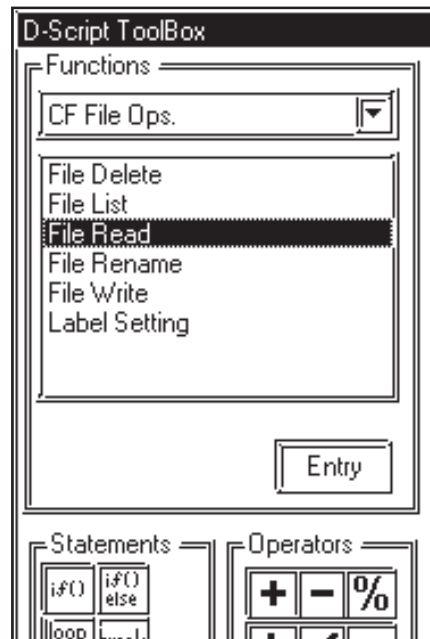 D-Script ToolBox
Functions
CF File Ops.
File Delete
File List
File Read
File Rename
File Write
Label Setting
Entry
Statements
Operators
if()
if()
else
+ - %
loop